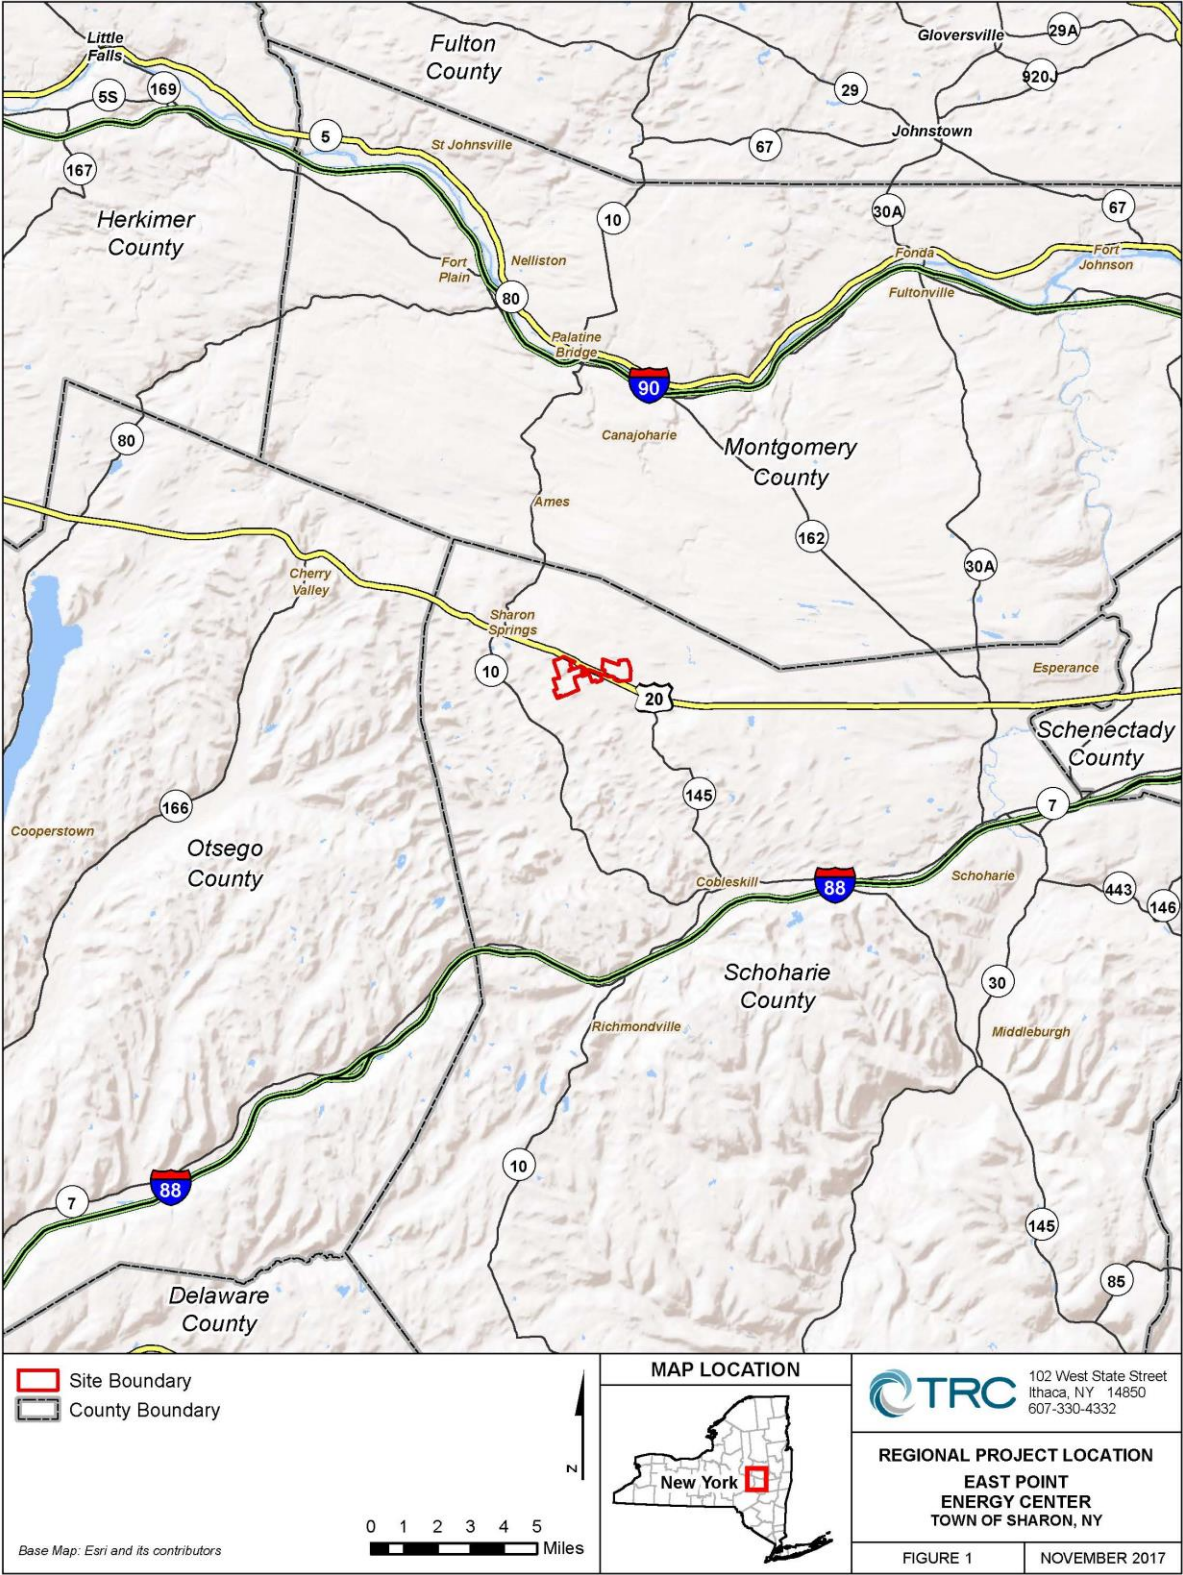 Little
Falls
Fulton
County
Gloversville
29A
920J
5S
169
29
5
St Johnsville
Johnstown
67
167
Herkimer
County
10
30A
67
Fort
Plain
Nelliston
Fonda
Fort
Johnson
80
Fultonville
Palatine
Bridge
90
80
Canajoharie
Montgomery
County
Ames
162
30A
Cherry
Valley
Sharon
Springs
10
Esperance
20
Schenectady
County
166
145
7
Cooperstown
Otsego
County
Cobleskill
88
Schoharie
443
146
Schoharie
County
30
Richmondville
Middleburgh
10
88
7
145
85
Delaware
County
Site Boundary
County Boundary
N
0 1 2 3 4 5
Miles
Base Map: Esri and its contributors
MAP LOCATION
New York
TRC
102 West State Street
Ithaca, NY 14850
607-330-4332
REGIONAL PROJECT LOCATION
EAST POINT
ENERGY CENTER
TOWN OF SHARON, NY
FIGURE 1
NOVEMBER 2017